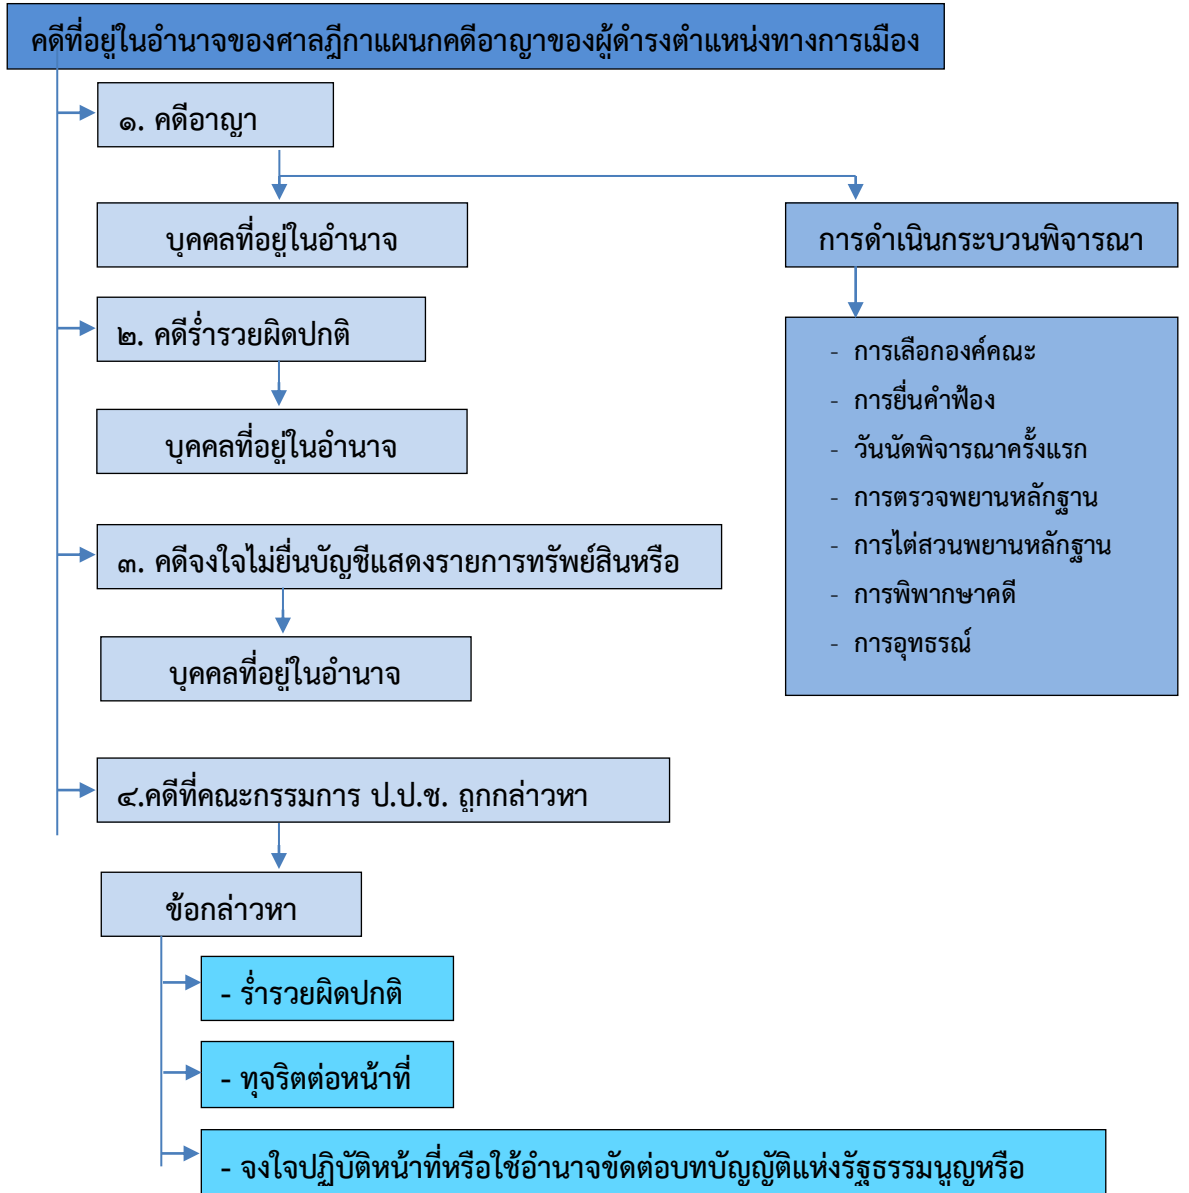 คดีที่อยู่ในอำนาจของศาลฎีกาแผนกคดีอาญาของผู้ดำรงตำแหน่งทางการเมือง
๑. คดีอาญา
บุคคลที่อยู่ในอำนาจ
การดำเนินกระบวนพิจารณา
- การเลือกองค์คณะ
- การยื่นคำฟ้อง
- วันนัดพิจารณาครั้งแรก
- การตรวจพยานหลักฐาน
- การไต่สวนพยานหลักฐาน
- การพิพากษาคดี
- การอุทธรณ์
๒. คดีร่ำรวยผิดปกติ
บุคคลที่อยู่ในอำนาจ
๓. คดีจงใจไม่ยื่นบัญชีแสดงรายการทรัพย์สินหรือ
บุคคลที่อยู่ในอำนาจ
๔.คดีที่คณะกรรมการ ป.ป.ช. ถูกกล่าวหา
ข้อกล่าวหา
- ร่ำรวยผิดปกติ
- ทุจริตต่อหน้าที่
- จงใจปฏิบัติหน้าที่หรือใช้อำนาจขัดต่อบทบัญญัติแห่งรัฐธรรมนูญหรือ